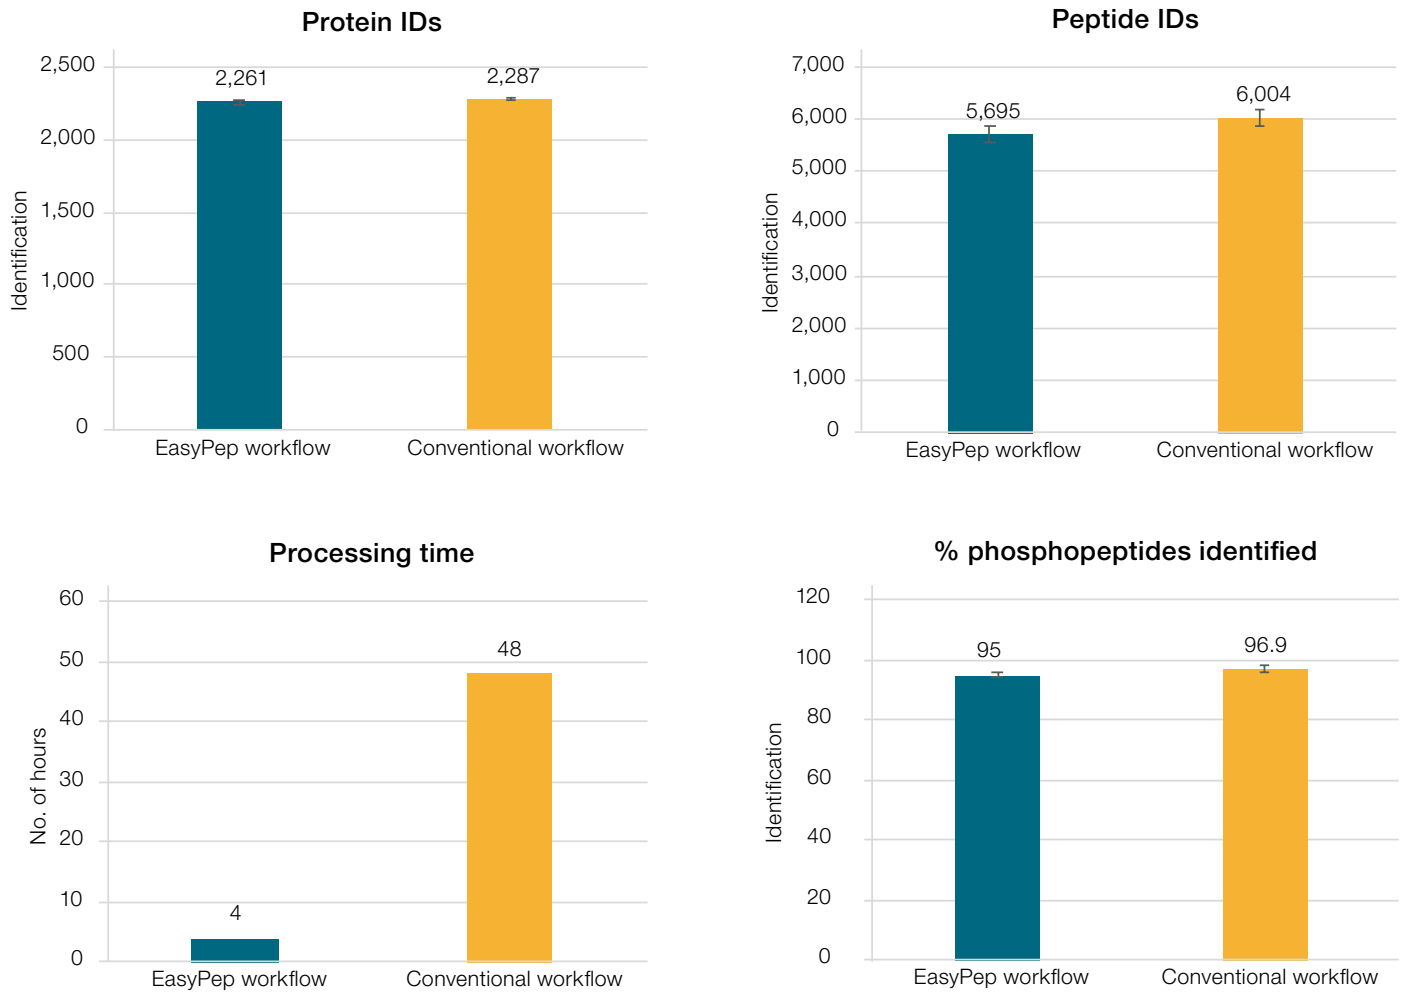 Protein IDs
2,500
2,000
1,500
1,000
500
0
Identification
2,261
2,287
EasyPep workflow
Conventional workflow
Peptide IDs
7,000
6,000
5,000
4,000
3,000
2,000
1,000
0
Identification
5,695
6,004
EasyPep workflow
Conventional workflow
Processing time
60
50
40
30
20
10
0
No. of hours
4
48
EasyPep workflow
Conventional workflow
% phosphopeptides identified
120
100
80
60
40
20
0
Identification
95
96.9
EasyPep workflow
Conventional workflow